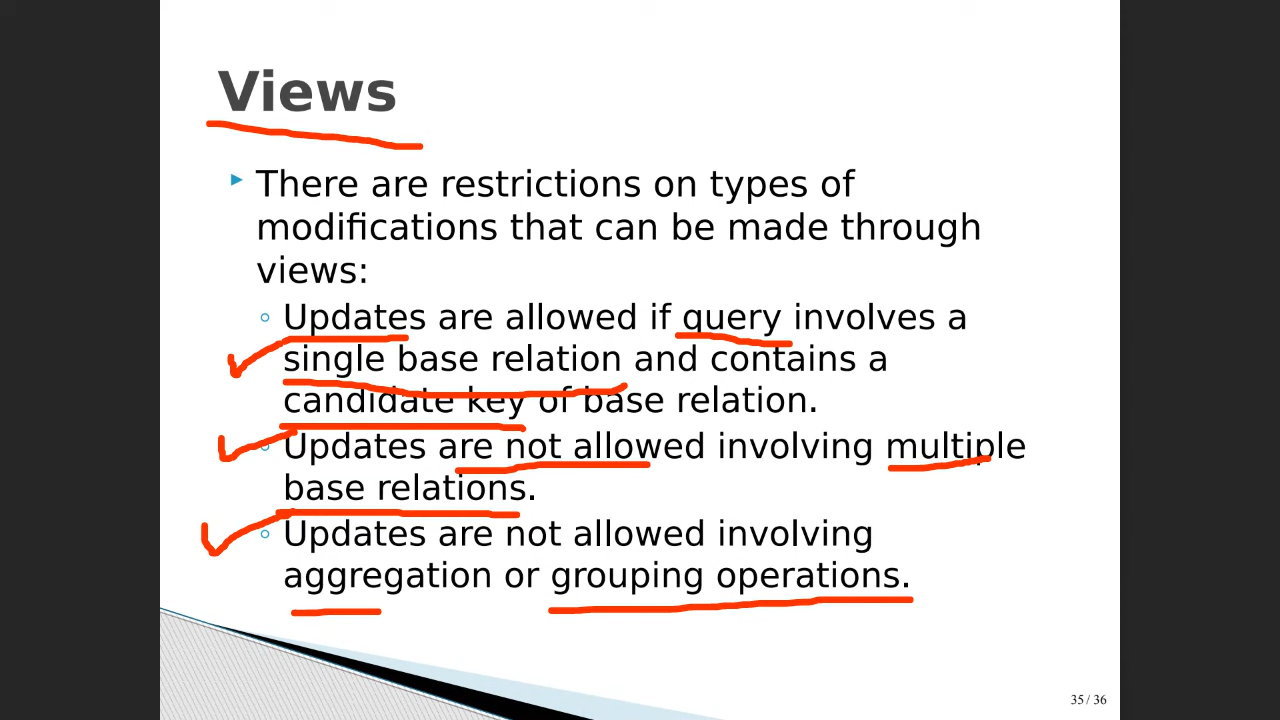 Views
There are restrictions on types of
modifications that can be made through
views:
Updates are allowed if query involves a
single base relation and contains a
candidate key of base relation.
Updates are not allowed involving multiple
base relations.
Updates are not allowed involving
aggregation or grouping operations.
35 / 36